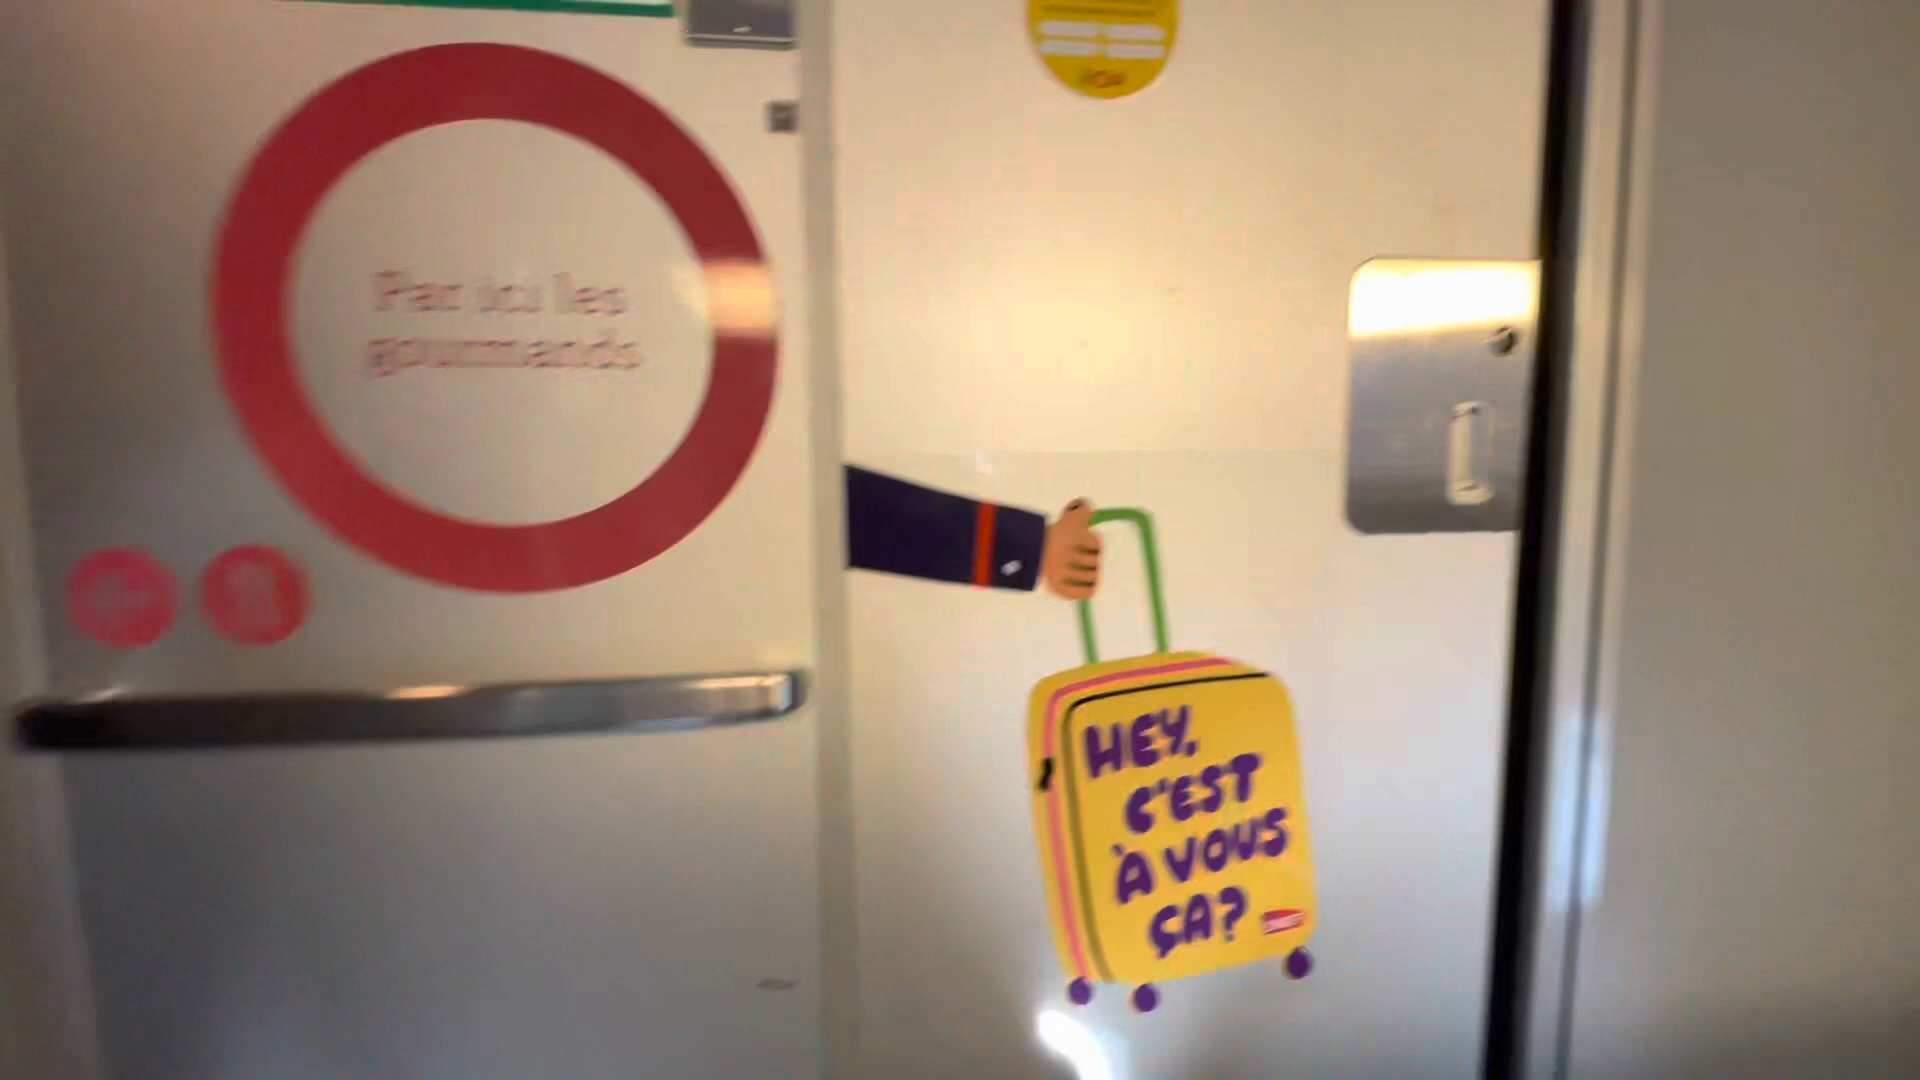 Par ici les
gourmands
HEY,
C'EST
À VOUS
ÇA?